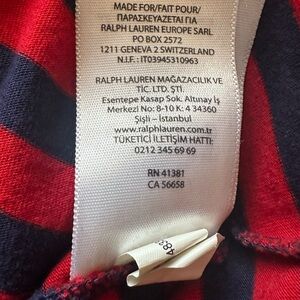 MADE FOR/FAIT POUR/
ΠΑΡΑΣΚΕΥΑΖΕΤΑΙ ΓΙΑ
RALPH LAUREN EUROPE SARL
PO BOX 2572
1211 GENEVA 2 SWITZERLAND
N.I.F.: IT03945310963
RALPH LAUREN MAĞAZACILIK VE
TİC. LTD. ŞTİ.
Esentepe Kasap Sok. Altınay İş
Merkezi No: 8-10 K: 4 34360
Şişli - İstanbul
www.ralphlauren.com.tr
TÜKETİCİ İLETİŞİM HATTI:
0212 345 69 69
RN 41381
CA 56658